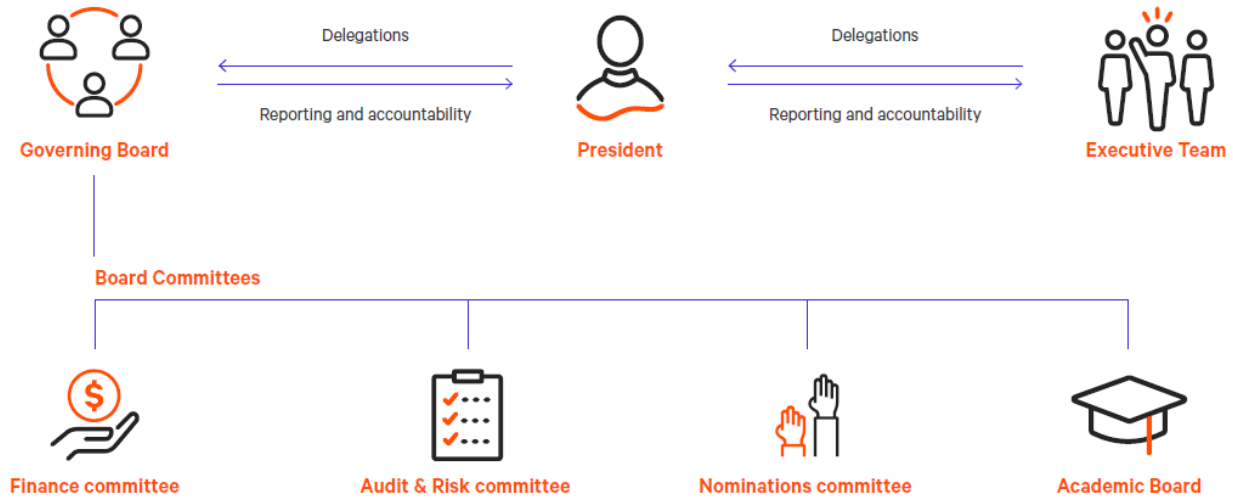 Delegations
Delegations
Reporting and accountability
Reporting and accountability
Governing Board
President
Executive Team
Board Committees
$
Finance committee
Audit & Risk committee
Nominations committee
Academic Board